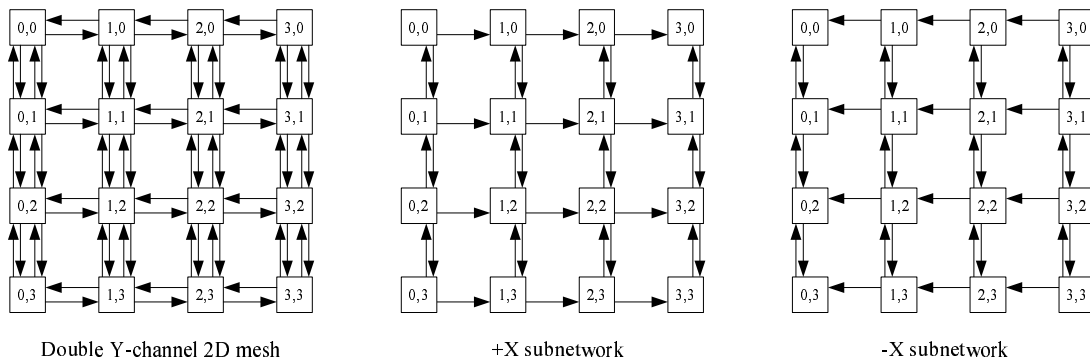 0,0 1,0 2,0 3,0 0,0 1,0 2,0 3,0 0,0 1,0 2,0 3,0
0,1 1,1 2,1 3,1 0,1 1,1 2,1 3,1 0,1 1,1 2,1 3,1
0,2 1,2 2,2 3,2 0,2 1,2 2,2 3,2 0,2 1,2 2,2 3,2
0,3 1,3 2,3 3,3 0,3 1,3 2,3 3,3 0,3 1,3 2,3 3,3
Double Y-channel 2D mesh +X subnetwork -X subnetwork